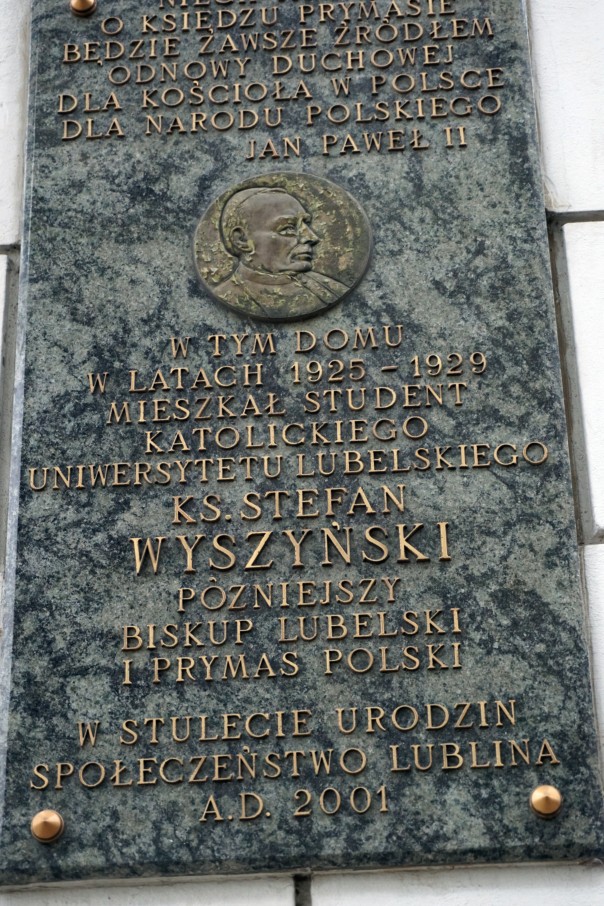 O KSIĘDZU PRYMASIE
BĘDZIE ZAWSZE ŹRÓDŁEM
ODNOWY DUCHOWEJ
DLA KOŚCIOŁA W POLSCE
DLA NARODU POLSKIEGO
JAN PAWEŁ II
W TYM DOMU
W LATACH 1925 - 1929
MIESZKAŁ STUDENT
KATOLICKIEGO
UNIWERSYTETU LUBELSKIEGO
KS. STEFAN
WYSZYŃSKI
PÓŹNIEJSZY
BISKUP LUBELSKI
I PRYMAS POLSKI
W STULECIE URODZIN
SPOŁECZEŃSTWO LUBLINA
A.D. 2001